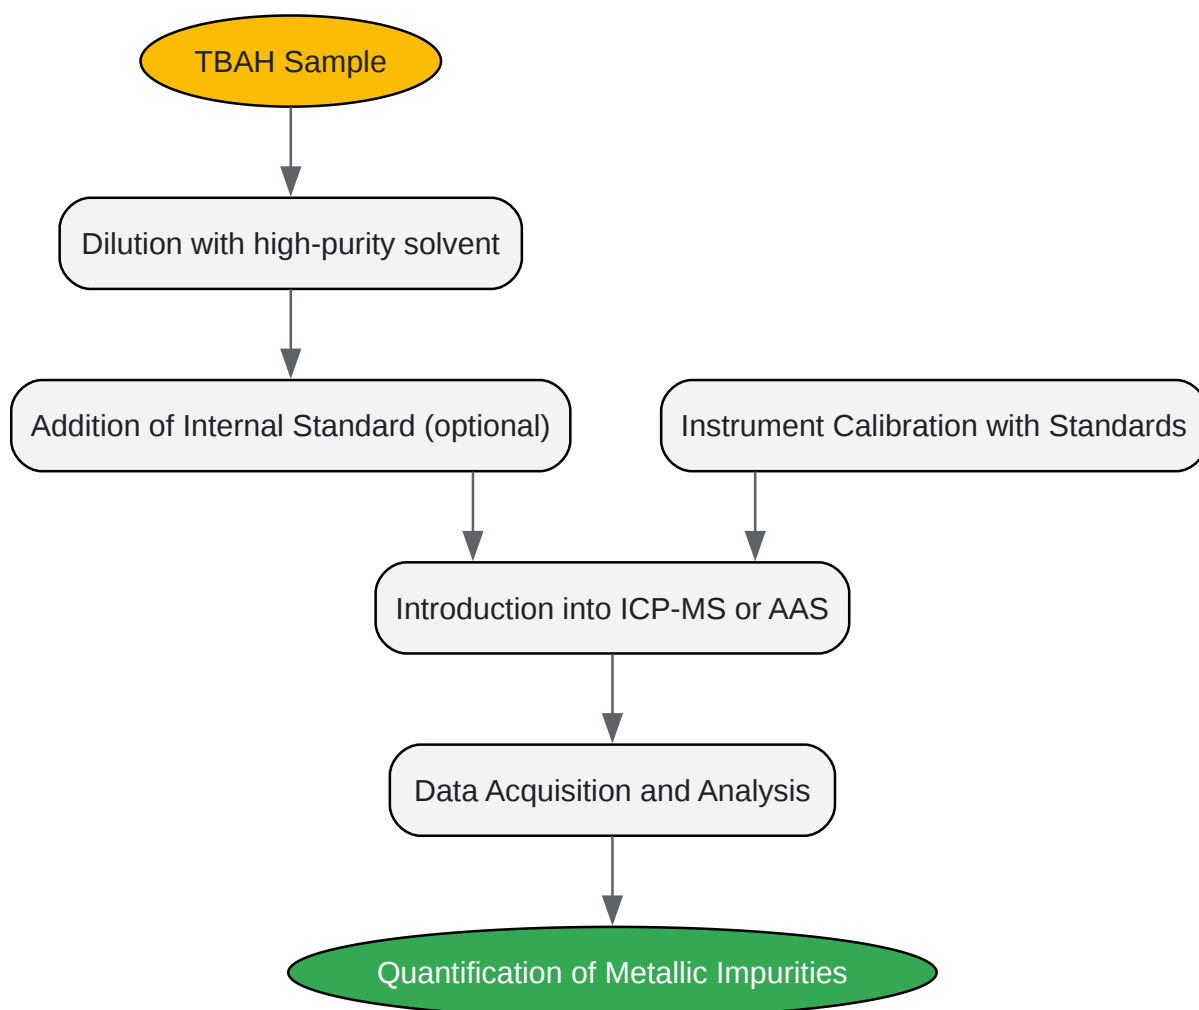 TBAH Sample
Dilution with high-purity solvent
Addition of Internal Standard (optional)
Instrument Calibration with Standards
Introduction into ICP-MS or AAS
Data Acquisition and Analysis
Quantification of Metallic Impurities